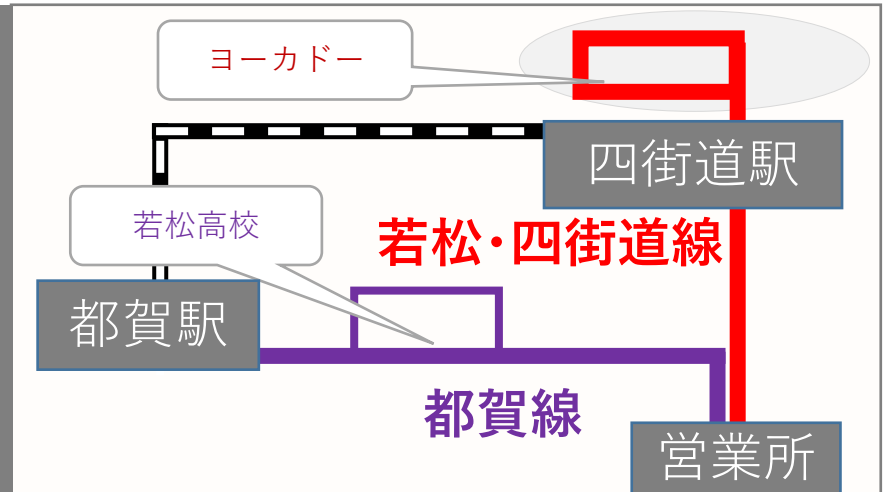 ヨーカドー
四街道駅
若松高校
若松・四街道線
都賀駅
都賀線
営業所